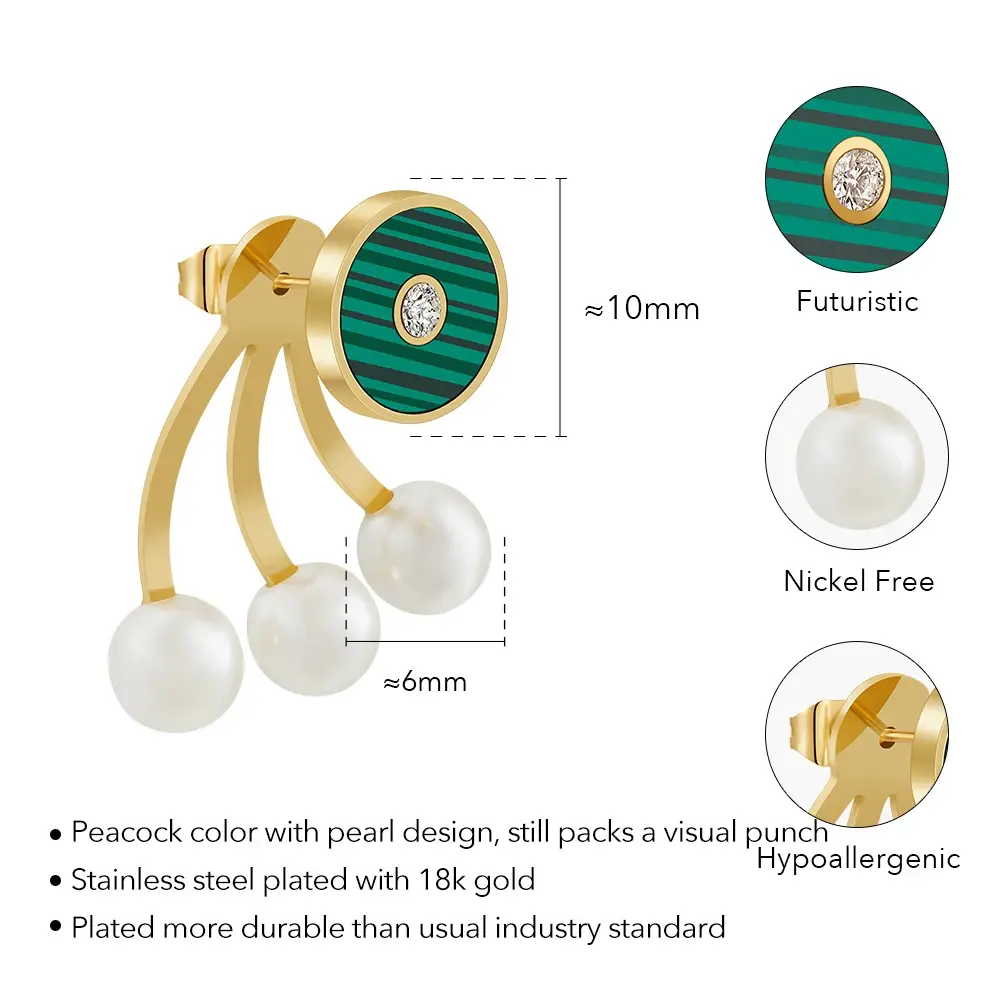 ≈10mm
Futuristic
Nickel Free
≈6mm
• Peacock color with pearl design, still packs a visual punch
Hypoallergenic
• Stainless steel plated with 18k gold
• Plated more durable than usual industry standard